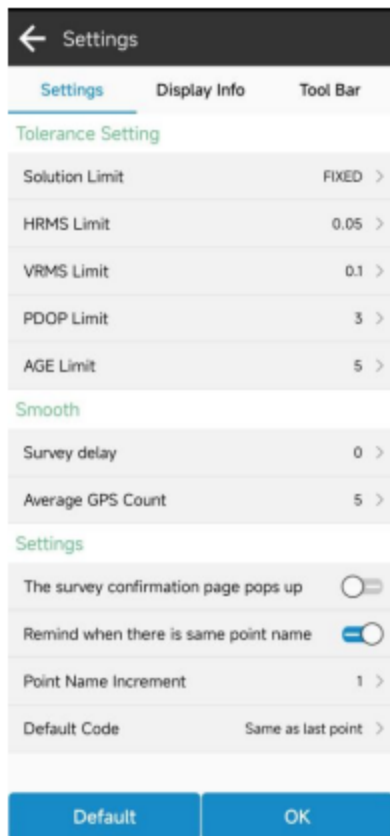 Settings
Settings Display Info Tool Bar
Tolerance Setting
Solution Limit FIXED
HRMS Limit 0.05
VRMS Limit 0.1
PDOP Limit 3
AGE Limit 5
Smooth
Survey delay 0
Average GPS Count 5
Settings
The survey confirmation page pops up
Remind when there is same point name
Point Name Increment 1
Default Code Same as last point
Default OK